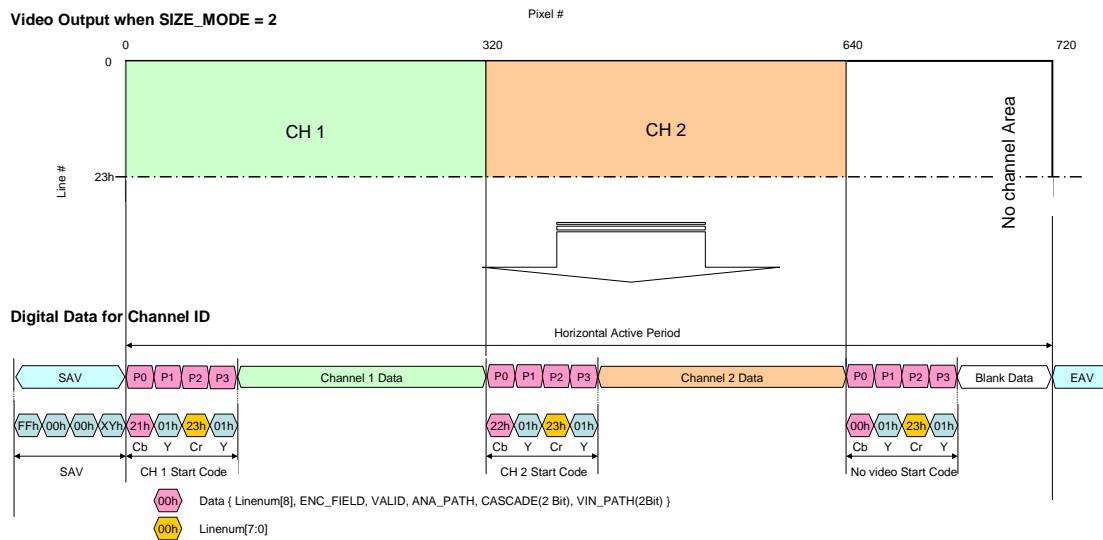 Video Output when SIZE_MODE = 2
Pixel #
0 320 640 720
0
CH 1 CH 2
No channel Area
Line #
23h
Digital Data for Channel ID
Horizontal Active Period
SAV P0 P1 P2 P3 Channel 1 Data P0 P1 P2 P3 Channel 2 Data P0 P1 P2 P3 Blank Data EAV
FFh 00h 00h XYh 21h 01h 23h 01h 22h 01h 23h 01h 00h 01h 23h 01h
Cb Y Cr Y Cb Y Cr Y Cb Y Cr Y
SAV CH 1 Start Code CH 2 Start Code No video Start Code
00h Data { Linenum[8], ENC_FIELD, VALID, ANA_PATH, CASCADE(2 Bit), VIN_PATH(2Bit) }
00h Linenum[7:0]